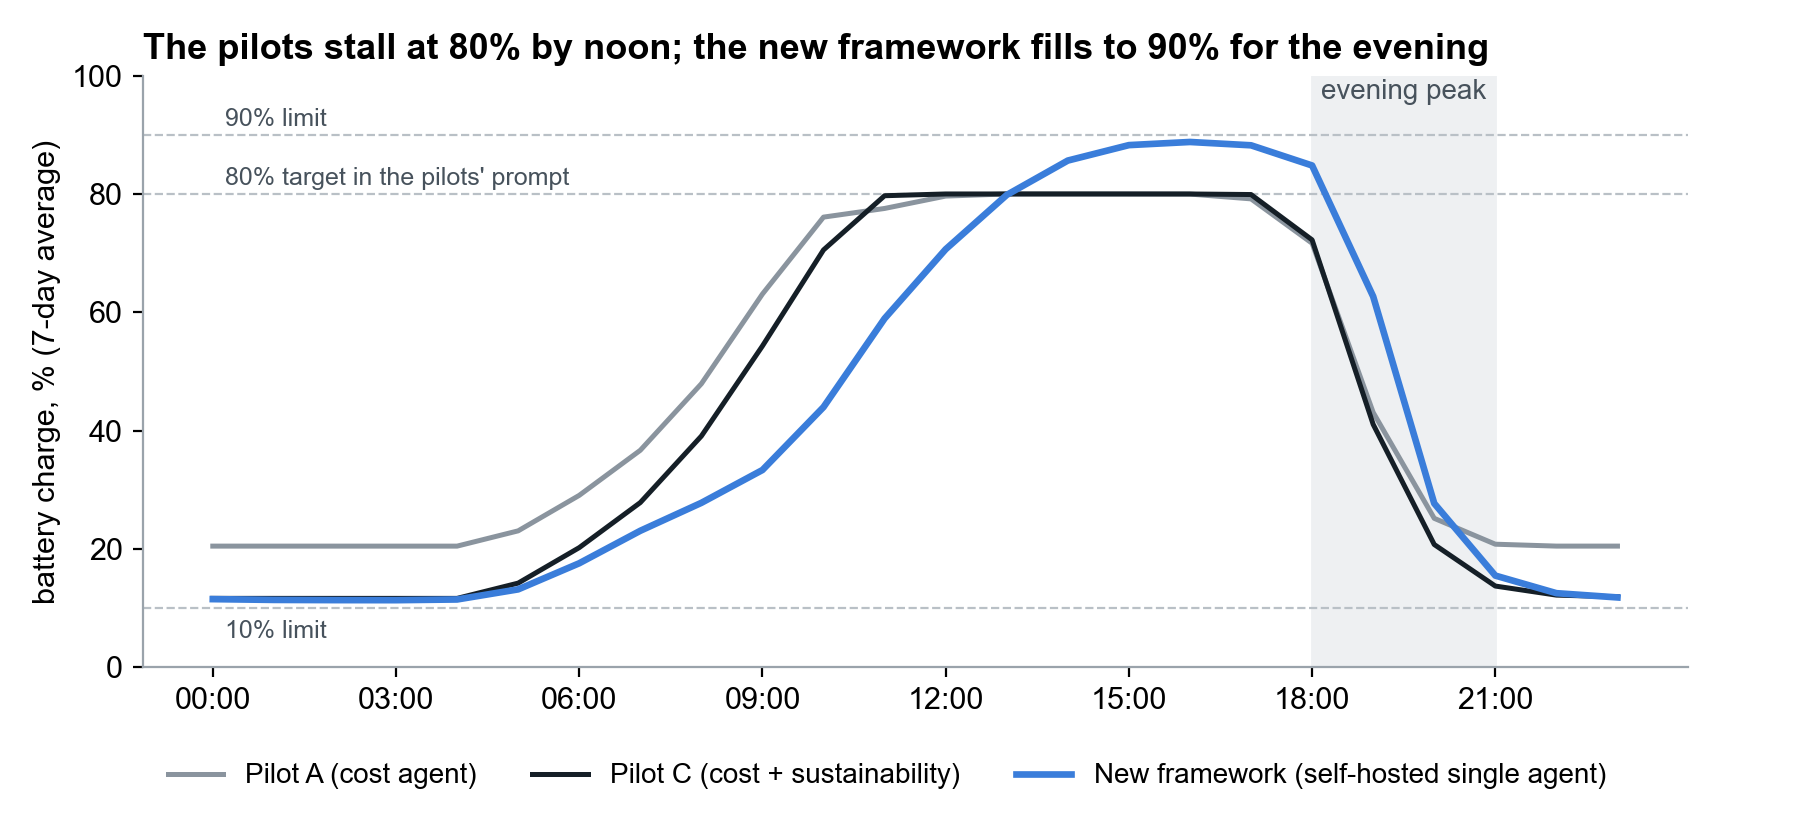 The pilots stall at 80% by noon; the new framework fills to 90% for the evening
battery charge, % (7-day average)
100
80
60
40
20
0
evening peak
90% limit
80% target in the pilots' prompt
10% limit
00:00 03:00 06:00 09:00 12:00 15:00 18:00 21:00
Pilot A (cost agent) Pilot C (cost + sustainability) New framework (self-hosted single agent)